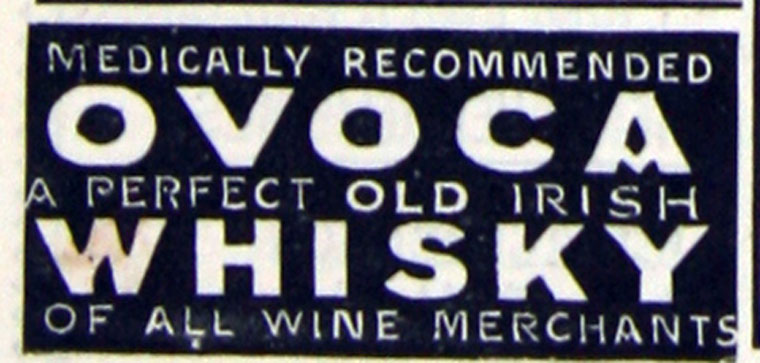 MEDICALLY RECOMMENDED
OVOCA
A PERFECT OLD IRISH
WHISKY
OF ALL WINE MERCHANTS